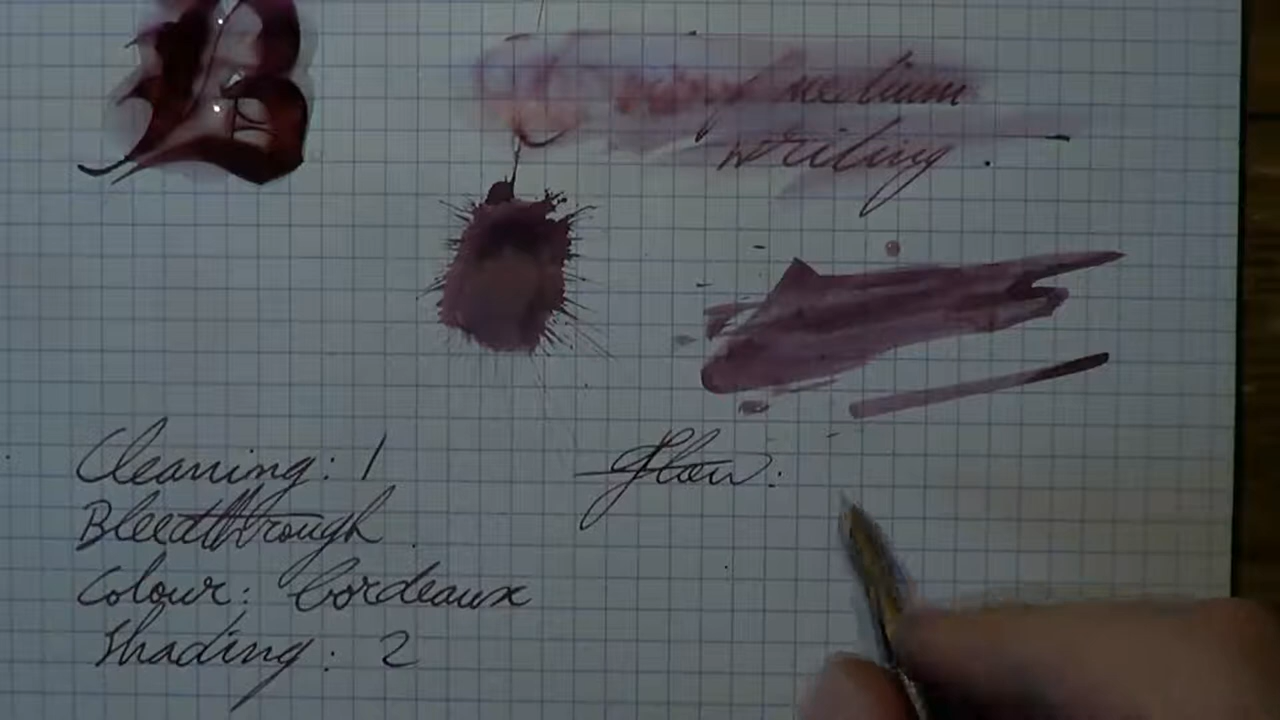 B
medium
writing.
Cleaning: 1
Flow:
Bleedthrough
Colour: bordeaux
Shading: 2